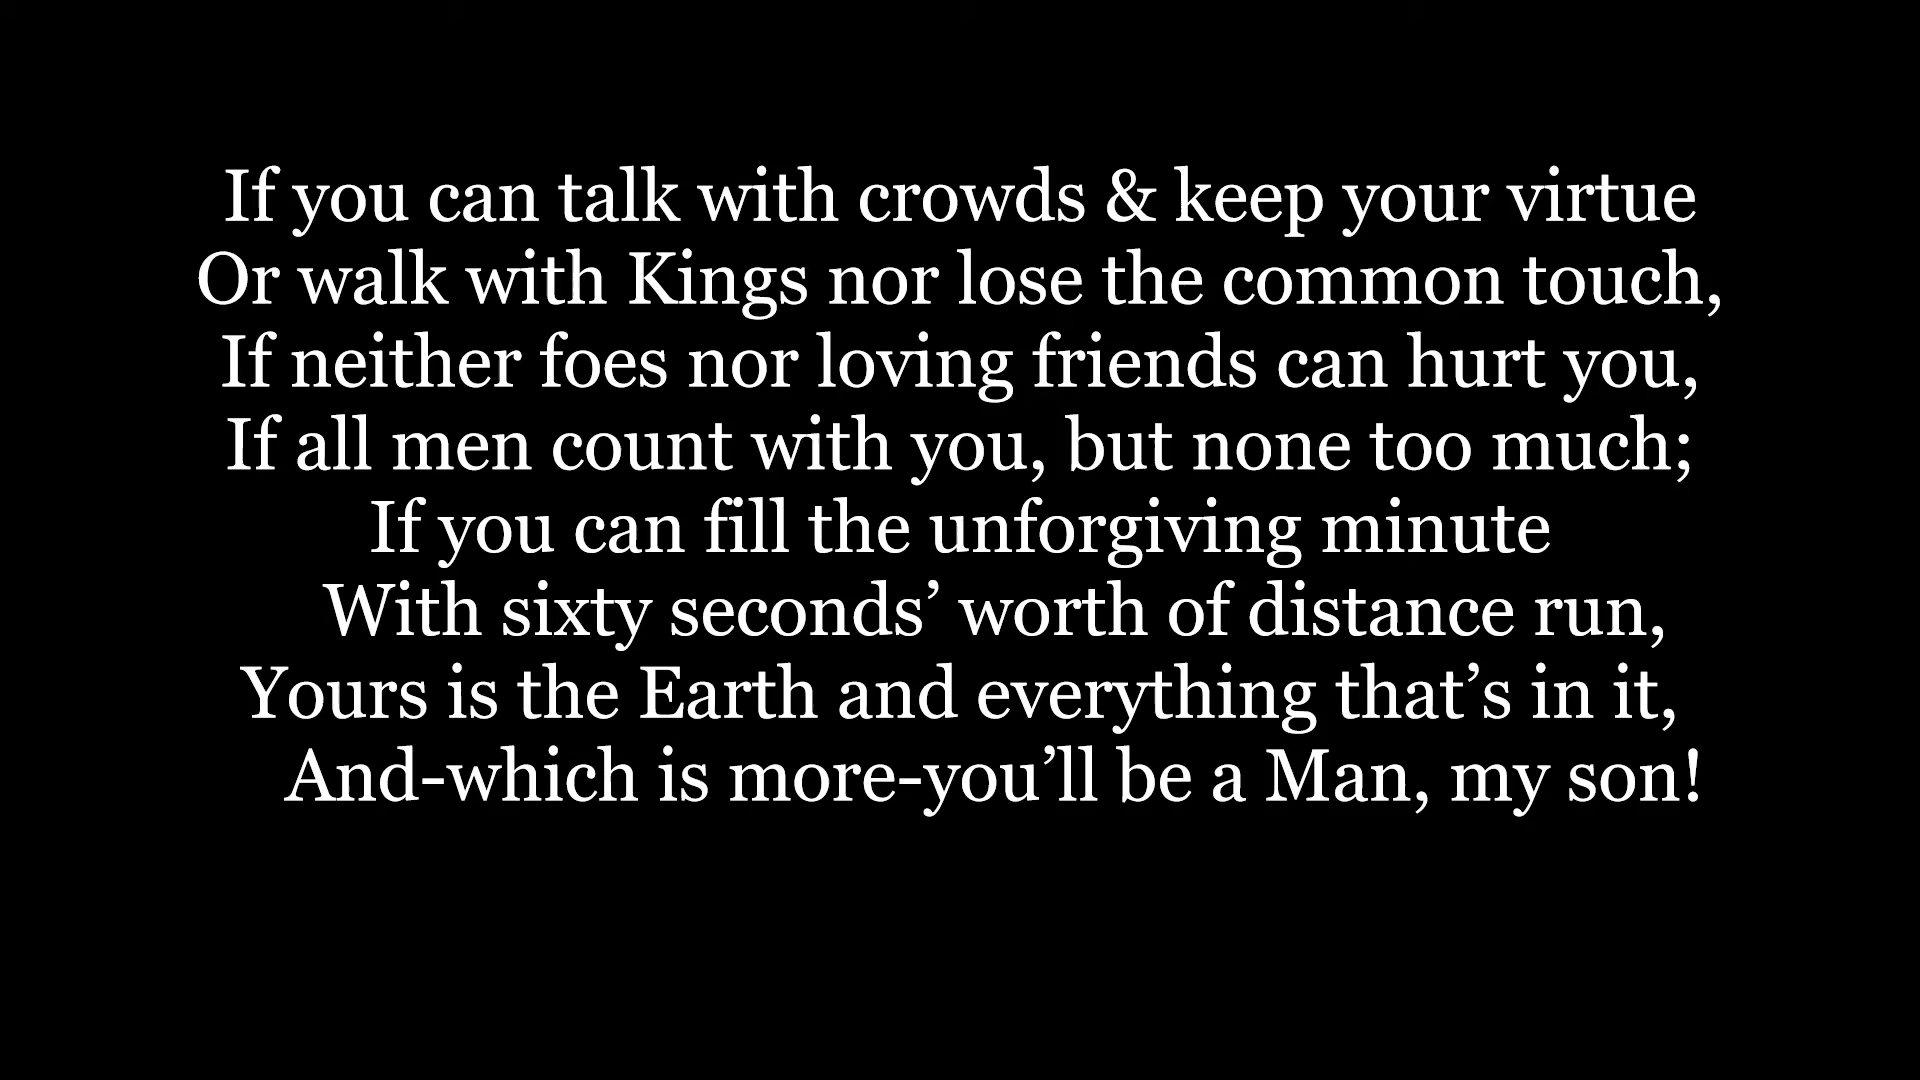 If you can talk with crowds & keep your virtue
Or walk with Kings nor lose the common touch,
If neither foes nor loving friends can hurt you,
If all men count with you, but none too much;
If you can fill the unforgiving minute
With sixty seconds’ worth of distance run,
Yours is the Earth and everything that’s in it,
And-which is more-you’ll be a Man, my son!